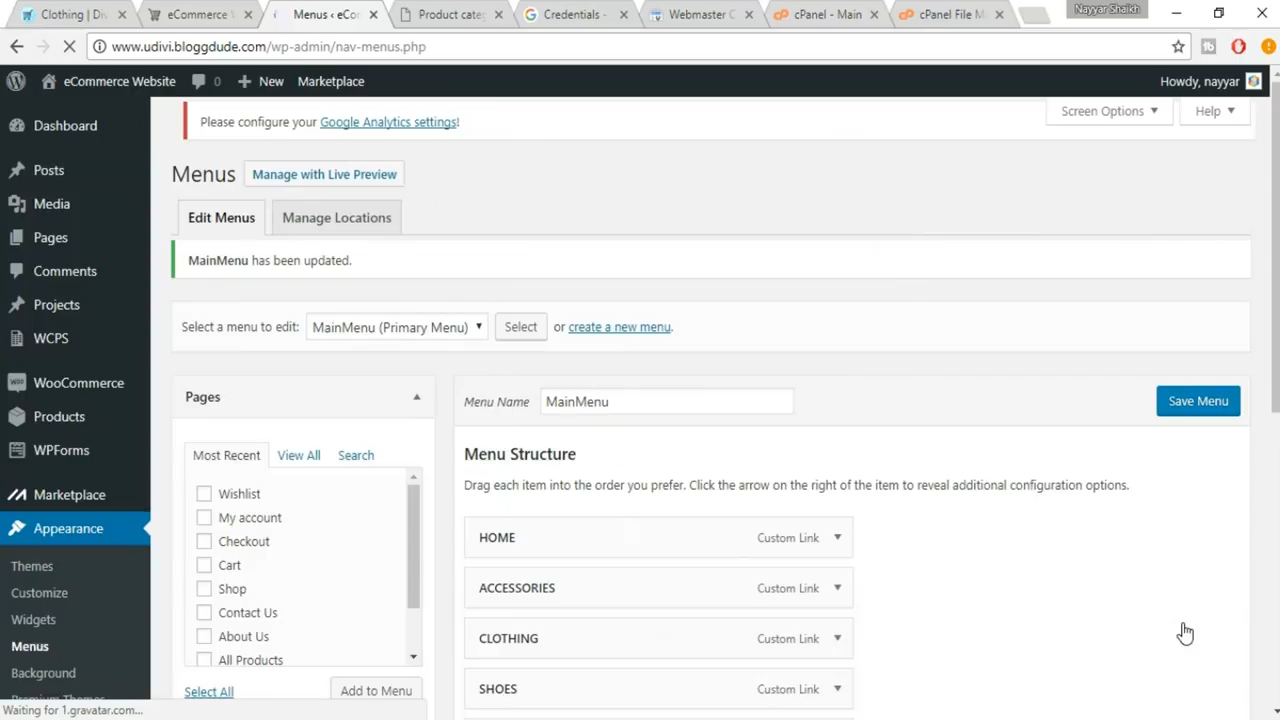 Clothing | Di
eCommerce W
Menus ‹ eCo
Product cate
Credentials -
Webmaster C
cPanel - Main
cPanel File M
Nayyar Shaikh
www.udivi.bloggdude.com/wp-admin/nav-menus.php
eCommerce Website
0
New
Marketplace
Howdy, nayyar
Please configure your Google Analytics settings!
Screen Options
Help
Menus
Manage with Live Preview
Edit Menus
Manage Locations
MainMenu has been updated.
Select a menu to edit:
MainMenu (Primary Menu)
Select
or create a new menu.
Dashboard
Posts
Media
Pages
Comments
Projects
WCPS
WooCommerce
Products
WPForms
Marketplace
Appearance
Themes
Customize
Widgets
Menus
Background
Premium Themes
Waiting for 1.gravatar.com...
Pages
Most Recent
View All
Search
Wishlist
My account
Checkout
Cart
Shop
Contact Us
About Us
All Products
Select All
Add to Menu
Menu Name
MainMenu
Save Menu
Menu Structure
Drag each item into the order you prefer. Click the arrow on the right of the item to reveal additional configuration options.
HOME
Custom Link
ACCESSORIES
Custom Link
CLOTHING
Custom Link
SHOES
Custom Link